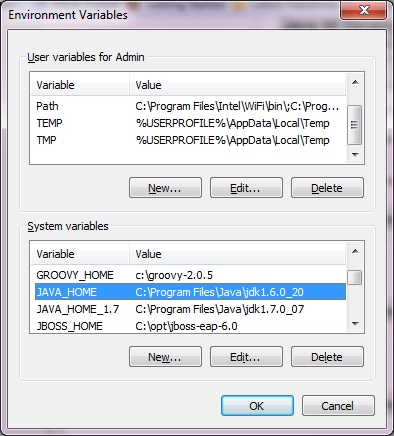 Environment Variables
User variables for Admin
Variable Value
Path C:\Program Files\Intel\WiFi\bin\;C:\Prog...
TEMP %USERPROFILE%\AppData\Local\Temp
TMP %USERPROFILE%\AppData\Local\Temp
New... Edit... Delete
System variables
Variable Value
GROOVY_HOME c:\groovy-2.0.5
JAVA_HOME C:\Program Files\Java\jdk1.6.0_20
JAVA_HOME_1.7 C:\Program Files\Java\jdk1.7.0_07
JBOSS_HOME C:\opt\jboss-eap-6.0
New... Edit... Delete
OK Cancel